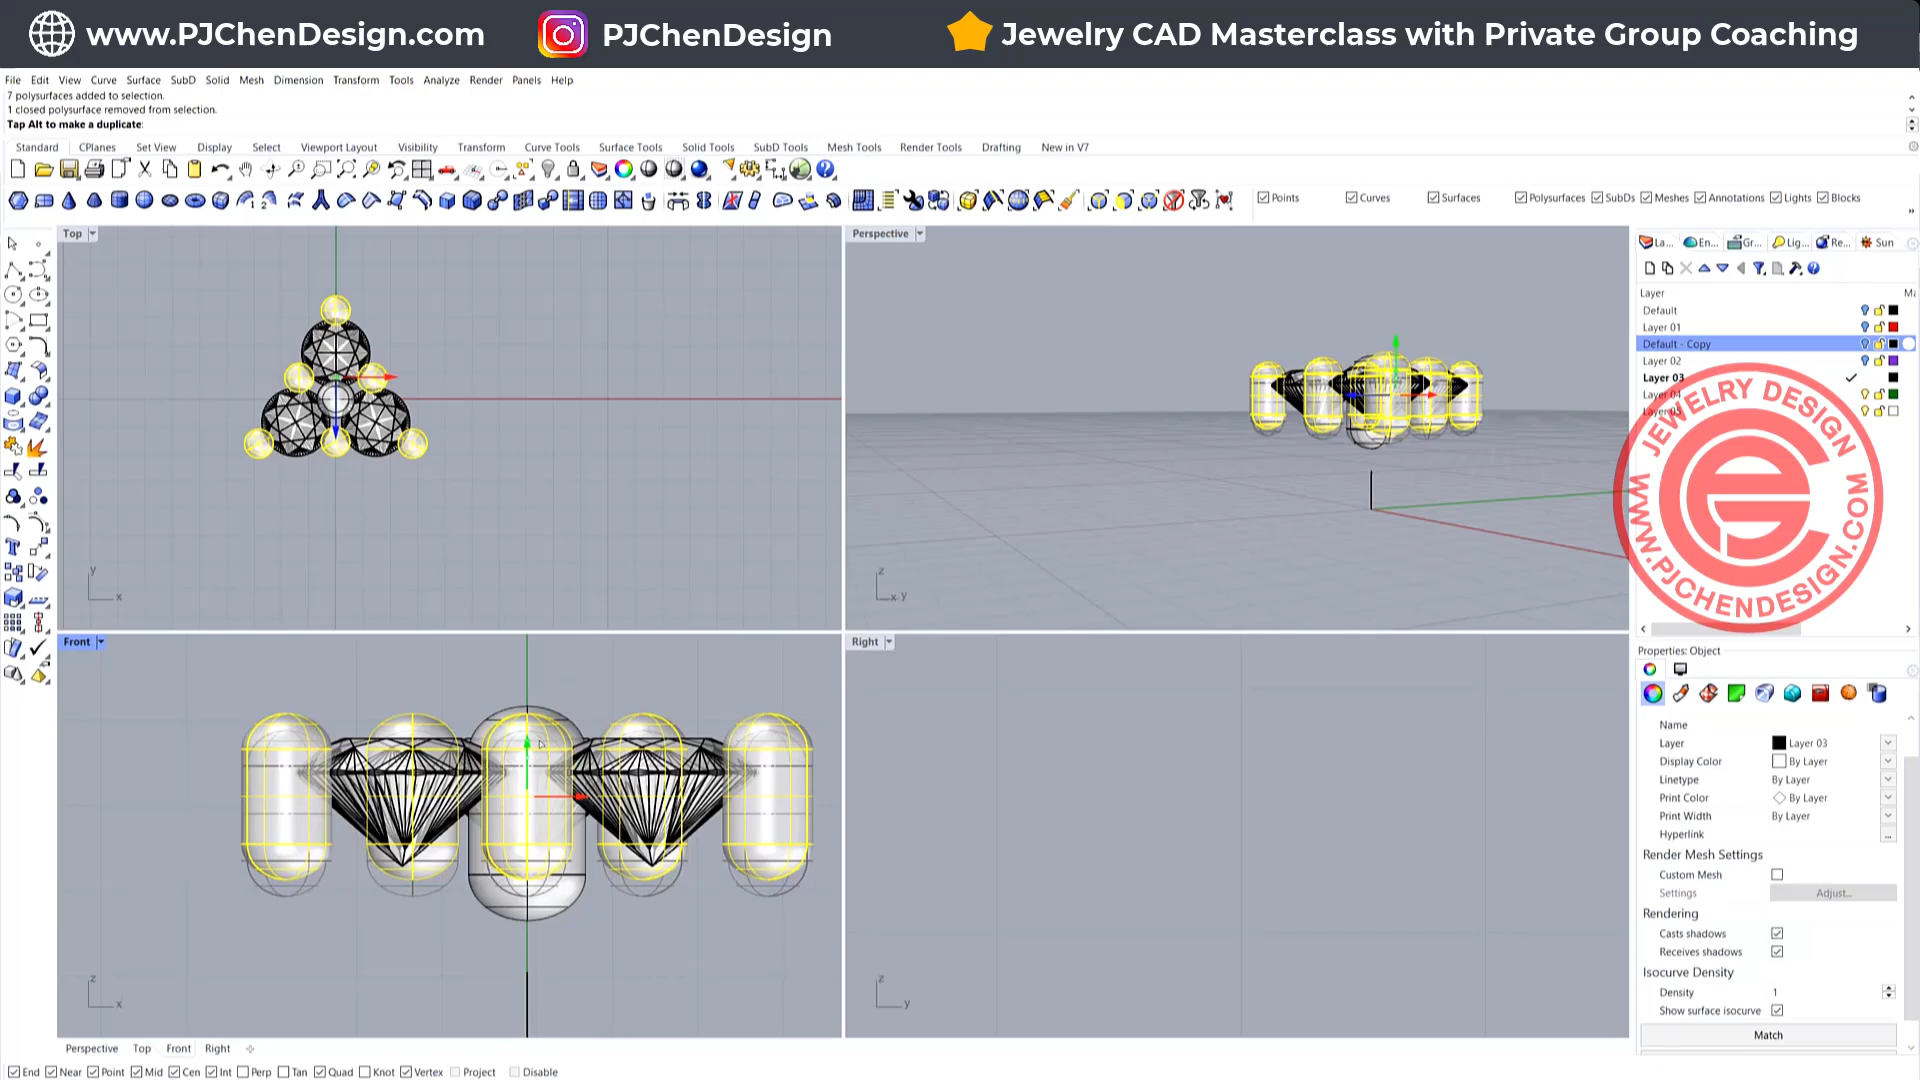 www.PJChenDesign.com PJChenDesign Jewelry CAD Masterclass with Private Group Coaching
File Edit View Curve Surface SubD Solid Mesh Dimension Transform Tools Analyze Render Panels Help
7 polysurfaces added to selection.
1 closed polysurface removed from selection.
Tap Alt to make a duplicate:
Standard CPlanes Set View Display Select Viewport Layout Visibility Transform Curve Tools Surface Tools Solid Tools SubD Tools Mesh Tools Render Tools Drafting New in V7
Points Curves Surfaces Polysurfaces SubDs Meshes Annotations Lights Blocks
Top
Perspective
La... En... Gr... Lig... Re... Sun
Layer
Default
Layer 01
Default - Copy
Layer 02
Layer 03
JEWELRY DESIGN
WWW.PJCHENDESIGN.COM
y
x
z
x y
Front
Right
Properties: Object
Name
Layer Layer 03
Display Color By Layer
Linetype By Layer
Print Color By Layer
Print Width By Layer
Hyperlink ...
Render Mesh Settings
Custom Mesh
Settings Adjust...
Rendering
Casts shadows
Receives shadows
Isocurve Density
Density 1
Show surface isocurve
Match
z
x
z
y
Perspective Top Front Right
End Near Point Mid Cen Int Perp Tan Quad Knot Vertex Project Disable